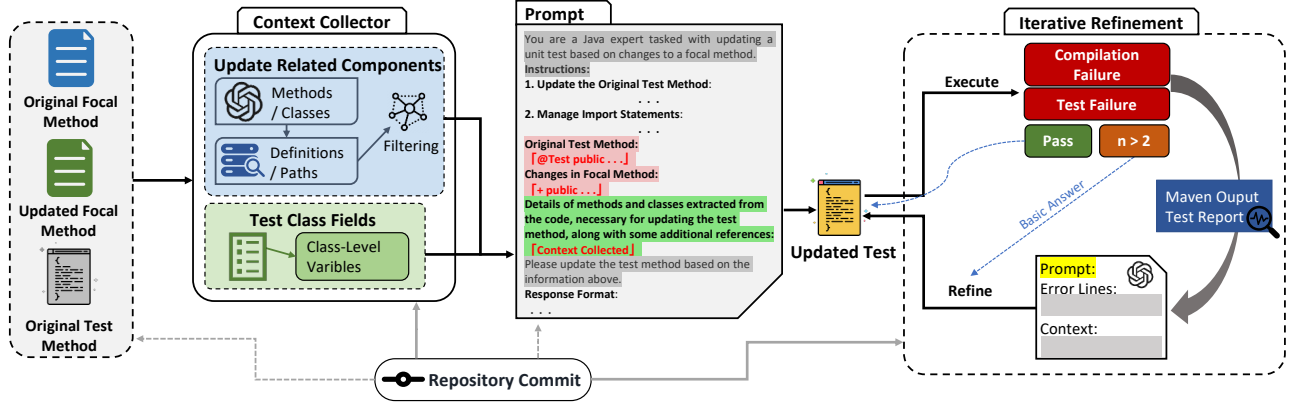 Original Focal
Method
Updated Focal
Method
Original Test
Method
Context Collector
Update Related Components
Methods
/ Classes
Definitions
/ Paths
Filtering
Test Class Fields
Class-Level
Varibles
Prompt
You are a Java expert tasked with updating a
unit test based on changes to a focal method.
Instructions:
1. Update the Original Test Method:
. . .
2. Manage Import Statements:
. . .
Original Test Method:
⌈@Test public . . .⌋
Changes in Focal Method:
⌈+ public . . .⌋
Details of methods and classes extracted from
the code, necessary for updating the test
method, along with some additional references:
⌈Context Collected⌋
Please update the test method based on the
information above.
Response Format:
. . .
Updated Test
Iterative Refinement
Execute
Compilation
Failure
Test Failure
Pass
n > 2
Basic Answer
Maven Ouput
Test Report
Refine
Prompt:
Error Lines:
Context:
Repository Commit